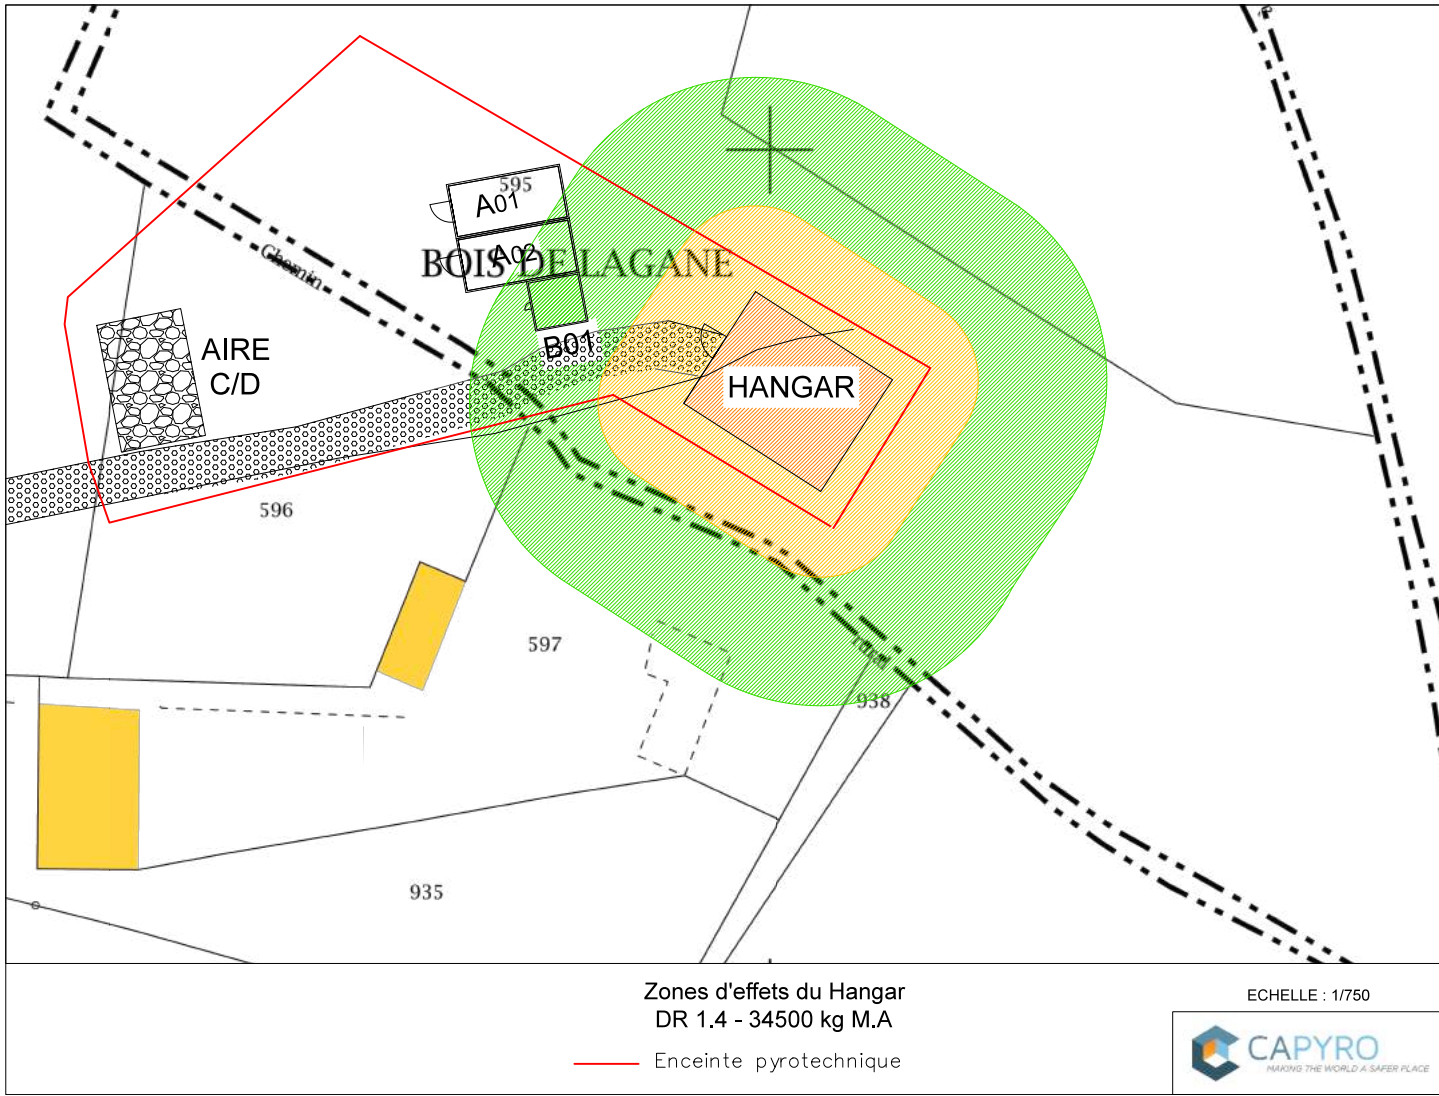 595
A01
A02
BOIS DE LAGANE
Chemin
B01
AIRE
C/D
HANGAR
596
597
rural
938
935
Zones d'effets du Hangar
DR 1.4 - 34500 kg M.A
Enceinte pyrotechnique
ECHELLE : 1/750
CAPYRO
MAKING THE WORLD A SAFER PLACE